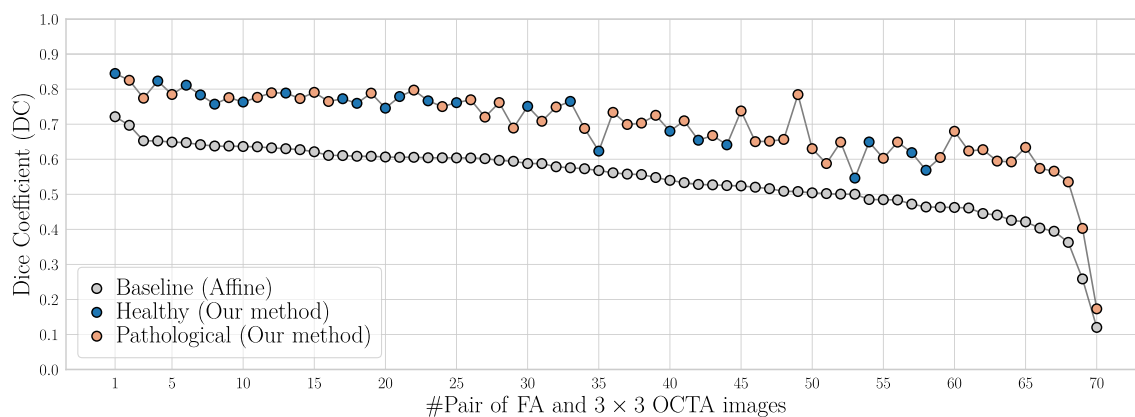 1.0
0.9
0.8
0.7
0.6
0.5
0.4
0.3
0.2
0.1
0.0
Dice Coefficient (DC)
Baseline (Affine)
Healthy (Our method)
Pathological (Our method)
1 5 10 15 20 25 30 35 40 45 50 55 60 65 70
#Pair of FA and 3 × 3 OCTA images